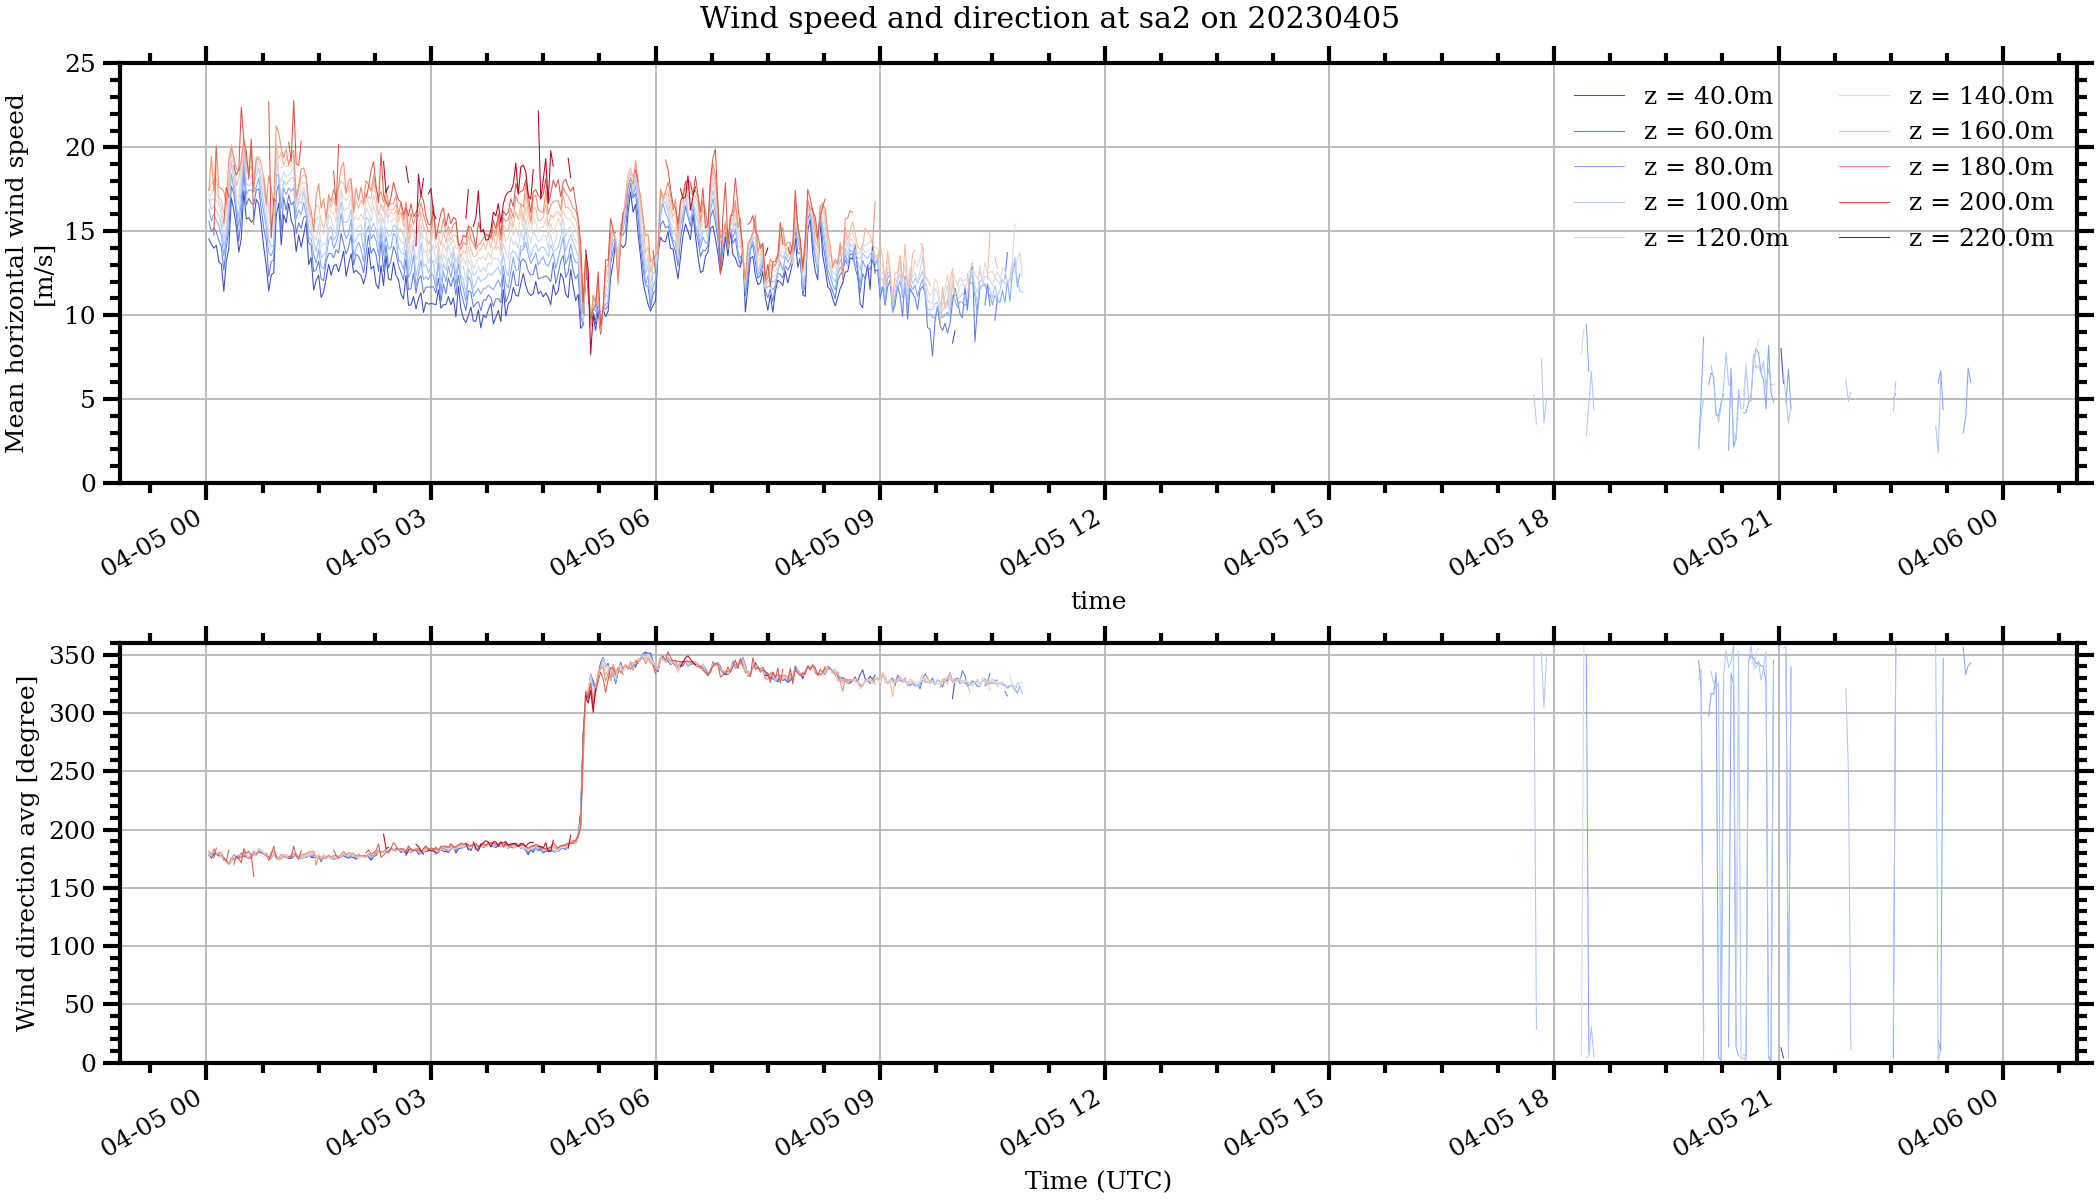 Wind speed and direction at sa2 on 20230405
Mean horizontal wind speed
[m/s]
25
20
15
10
5
0
z = 40.0m
z = 60.0m
z = 80.0m
z = 100.0m
z = 120.0m
z = 140.0m
z = 160.0m
z = 180.0m
z = 200.0m
z = 220.0m
04-05 00
04-05 03
04-05 06
04-05 09
04-05 12
04-05 15
04-05 18
04-05 21
04-06 00
time
Wind direction avg [degree]
350
300
250
200
150
100
50
0
04-05 00
04-05 03
04-05 06
04-05 09
04-05 12
04-05 15
04-05 18
04-05 21
04-06 00
Time (UTC)